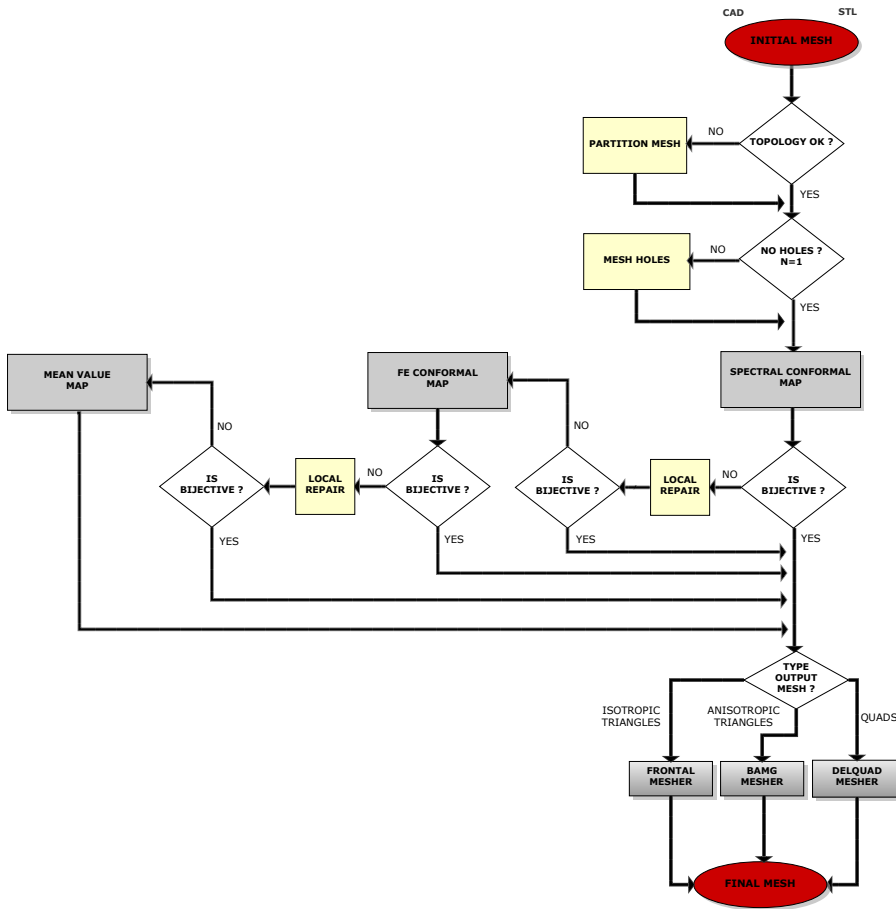 CAD
STL
INITIAL MESH
TOPOLOGY OK ?
NO
PARTITION MESH
YES
NO HOLES ?
N=1
NO
MESH HOLES
YES
MEAN VALUE
MAP
FE CONFORMAL
MAP
SPECTRAL CONFORMAL
MAP
NO
NO
IS
BIJECTIVE ?
LOCAL
REPAIR
NO
IS
BIJECTIVE ?
IS
BIJECTIVE ?
LOCAL
REPAIR
NO
IS
BIJECTIVE ?
YES
YES
YES
YES
TYPE
OUTPUT
MESH ?
ISOTROPIC
TRIANGLES
ANISOTROPIC
TRIANGLES
QUADS
FRONTAL
MESHER
BAMG
MESHER
DELQUAD
MESHER
FINAL MESH